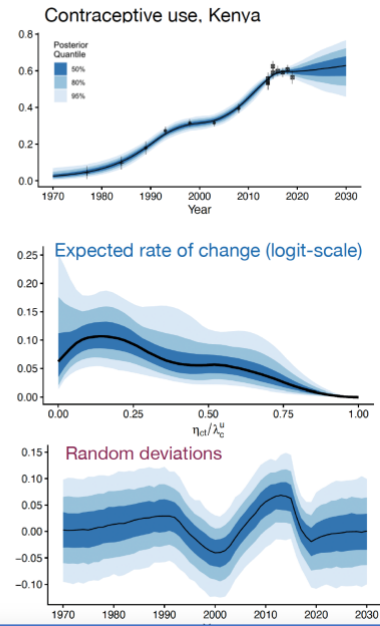 Contraceptive use, Kenya
0.8
0.6
0.4
0.2
0.0
Posterior
Quantile
50%
80%
95%
1970 1980 1990 2000 2010 2020 2030
Year
Expected rate of change (logit-scale)
0.25
0.20
0.15
0.10
0.05
0.00
0.00 0.25 0.50 0.75 1.00
η_ct/λ_c^u
Random deviations
0.15
0.10
0.05
0.00
−0.05
−0.10
1970 1980 1990 2000 2010 2020 2030